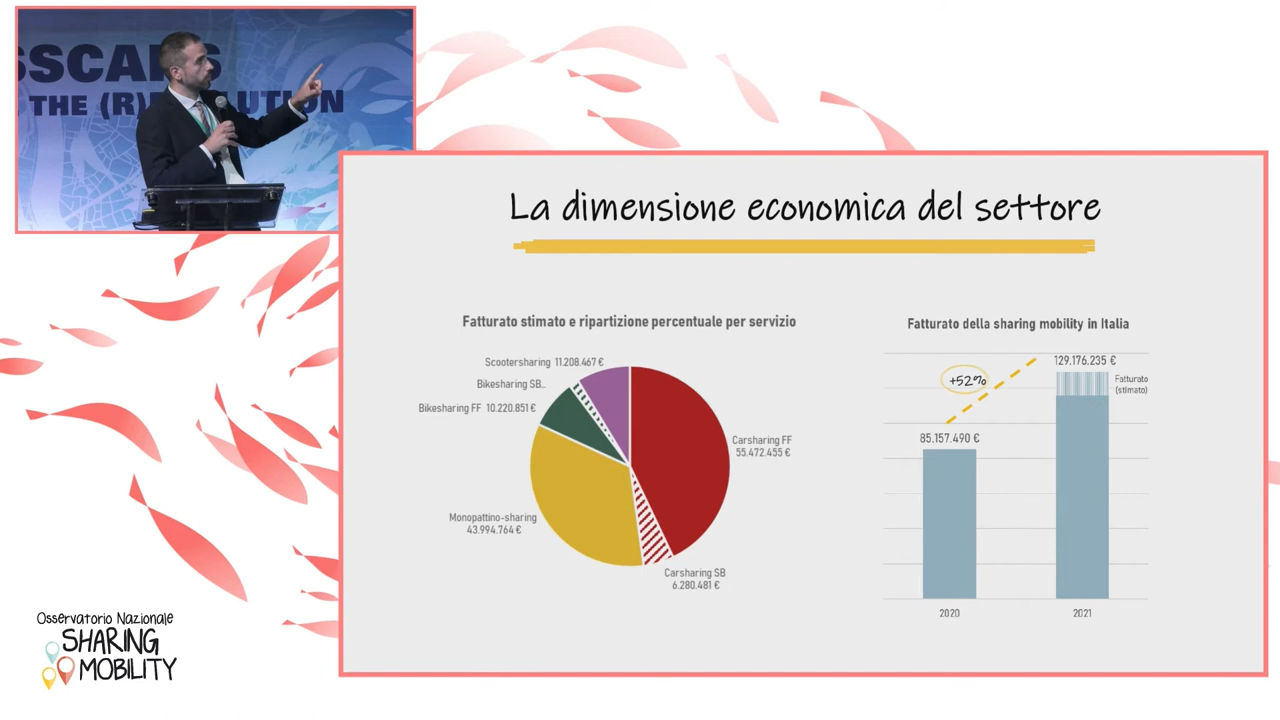 SSCAPS
THE (R)EVOLUTION
La dimensione economica del settore
Fatturato stimato e ripartizione percentuale per servizio
Scootersharing 11.208.467 €
Bikesharing SB...
Bikesharing FF 10.220.851 €
Carsharing FF
55.472.455 €
Monopattino-sharing
43.994.764 €
Carsharing SB
6.280.481 €
Fatturato della sharing mobility in Italia
129.176.235 €
+52%
Fatturato
(stimato)
85.157.490 €
2020
2021
Osservatorio Nazionale
SHARING
MOBILITY